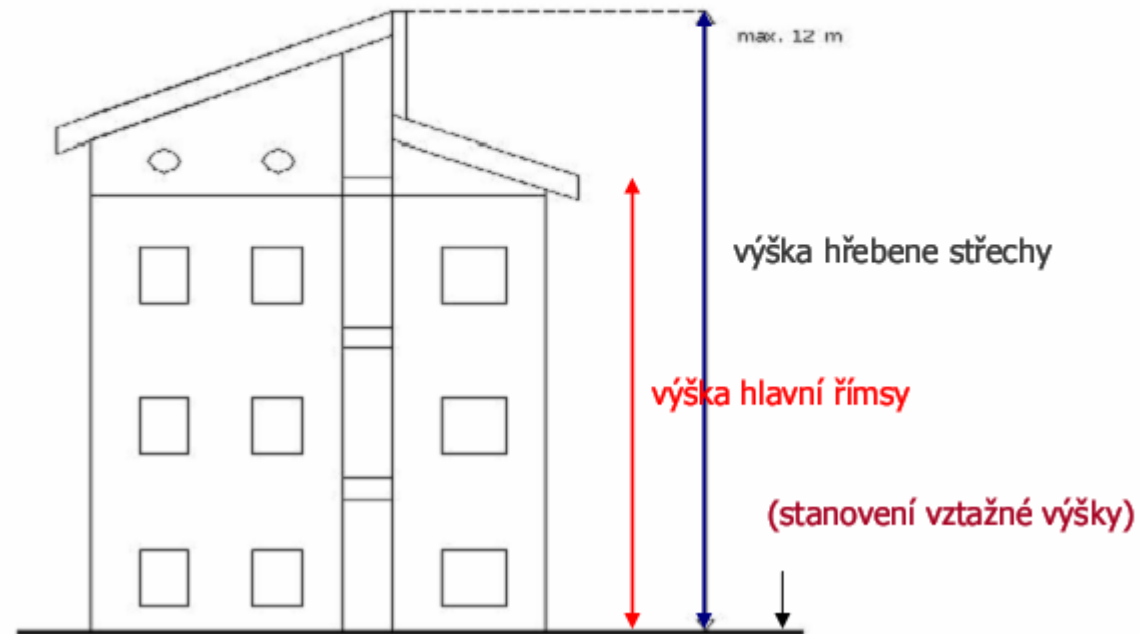 max. 12 m
výška hřebene střechy
výška hlavní římsy
(stanovení vztažné výšky)